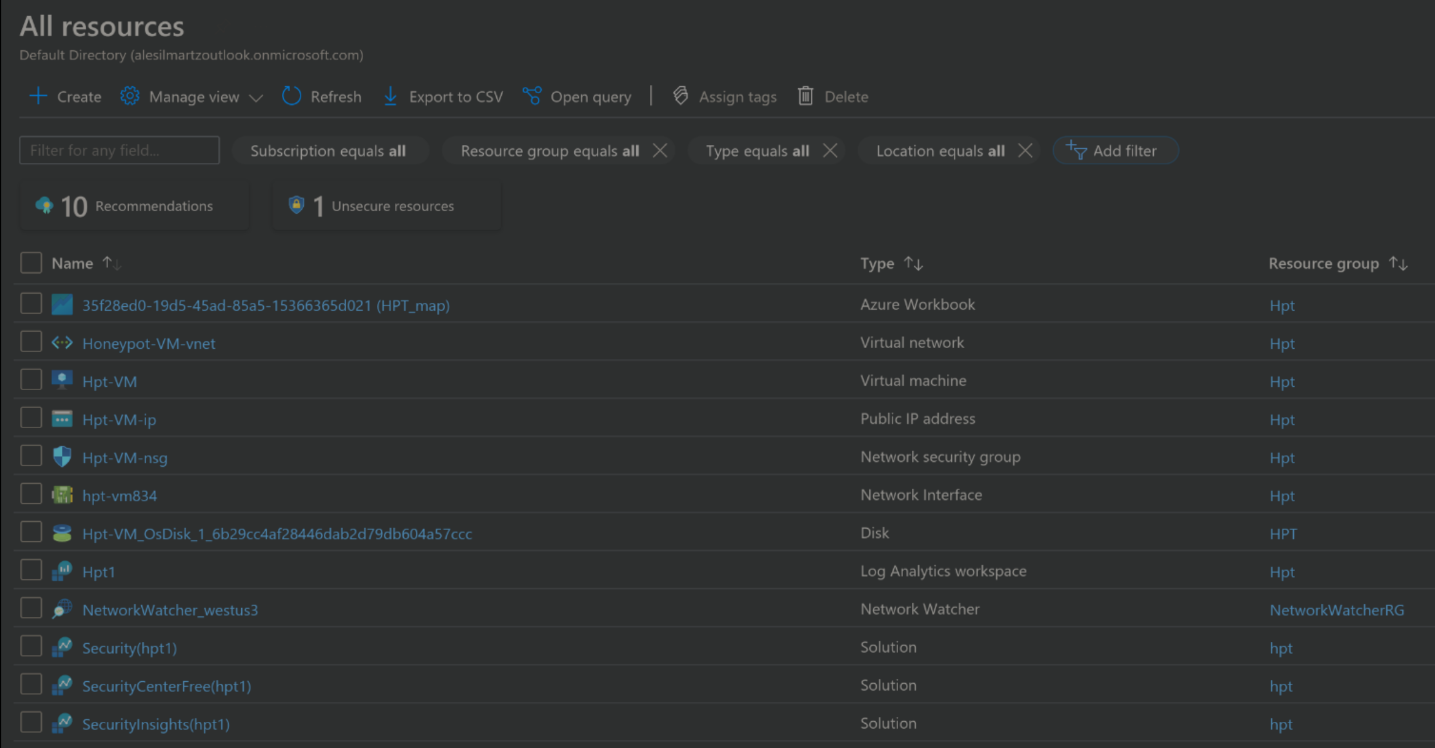 All resources
Default Directory (alesilmartzoutlook.onmicrosoft.com)
Create Manage view Refresh Export to CSV Open query Assign tags Delete
Filter for any field... Subscription equals all Resource group equals all Type equals all Location equals all Add filter
10 Recommendations 1 Unsecure resources
Name Type Resource group
35f28ed0-19d5-45ad-85a5-15366365d021 (HPT_map) Azure Workbook Hpt
Honeypot-VM-vnet Virtual network Hpt
Hpt-VM Virtual machine Hpt
Hpt-VM-ip Public IP address Hpt
Hpt-VM-nsg Network security group Hpt
hpt-vm834 Network Interface Hpt
Hpt-VM_OsDisk_1_6b29cc4af28446dab2d79db604a57ccc Disk HPT
Hpt1 Log Analytics workspace Hpt
NetworkWatcher_westus3 Network Watcher NetworkWatcherRG
Security(hpt1) Solution hpt
SecurityCenterFree(hpt1) Solution hpt
SecurityInsights(hpt1) Solution hpt